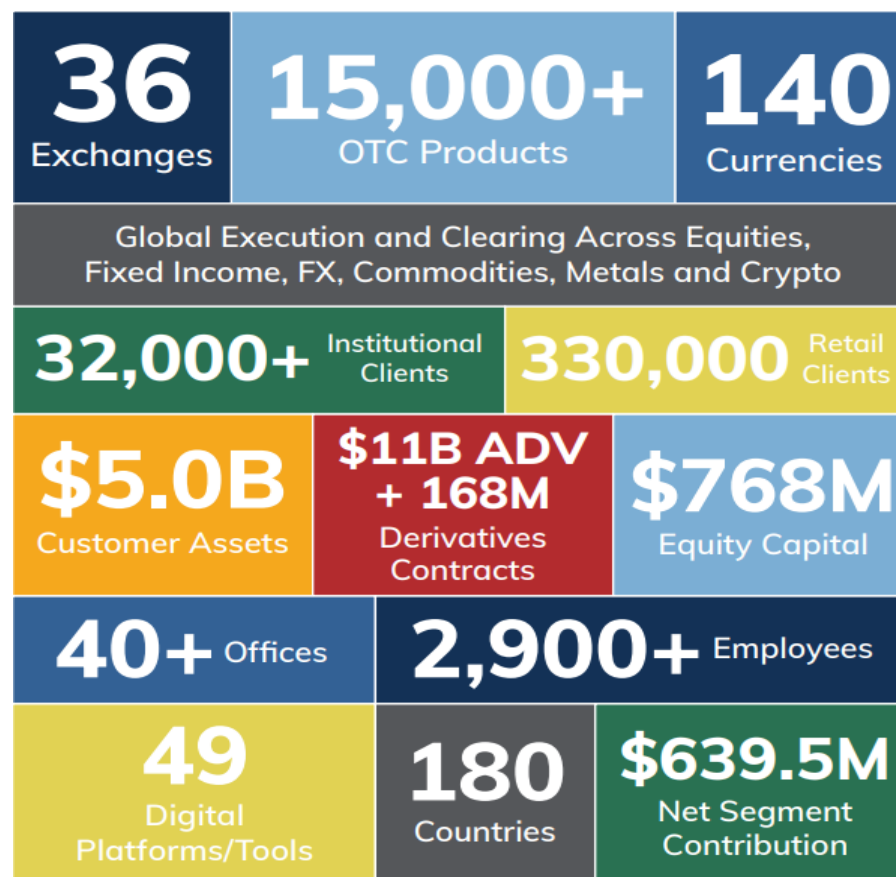 36
Exchanges
15,000+
OTC Products
140
Currencies
Global Execution and Clearing Across Equities,
Fixed Income, FX, Commodities, Metals and Crypto
32,000+
Institutional
Clients
330,000
Retail
Clients
$5.0B
Customer Assets
$11B ADV
+ 168M
Derivatives
Contracts
$768M
Equity Capital
40+ Offices
2,900+ Employees
49
Digital
Platforms/Tools
180
Countries
$639.5M
Net Segment
Contribution